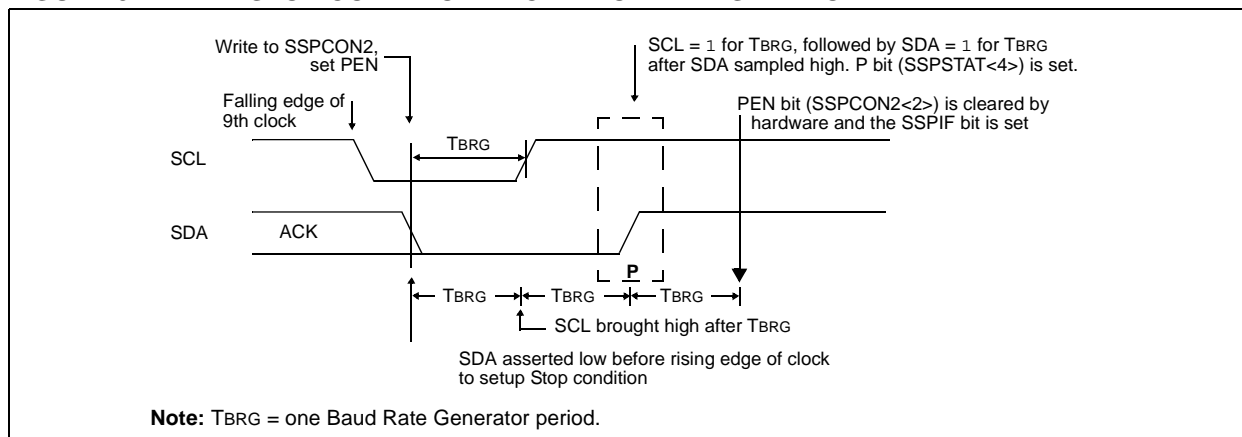 Write to SSPCON2,
set PEN
SCL = 1 for TBRG, followed by SDA = 1 for TBRG
after SDA sampled high. P bit (SSPSTAT<4>) is set.
Falling edge of
9th clock
PEN bit (SSPCON2<2>) is cleared by
hardware and the SSPIF bit is set
TBRG
SCL
SDA
ACK
P
TBRG
TBRG
TBRG
SCL brought high after TBRG
SDA asserted low before rising edge of clock
to setup Stop condition
Note: TBRG = one Baud Rate Generator period.